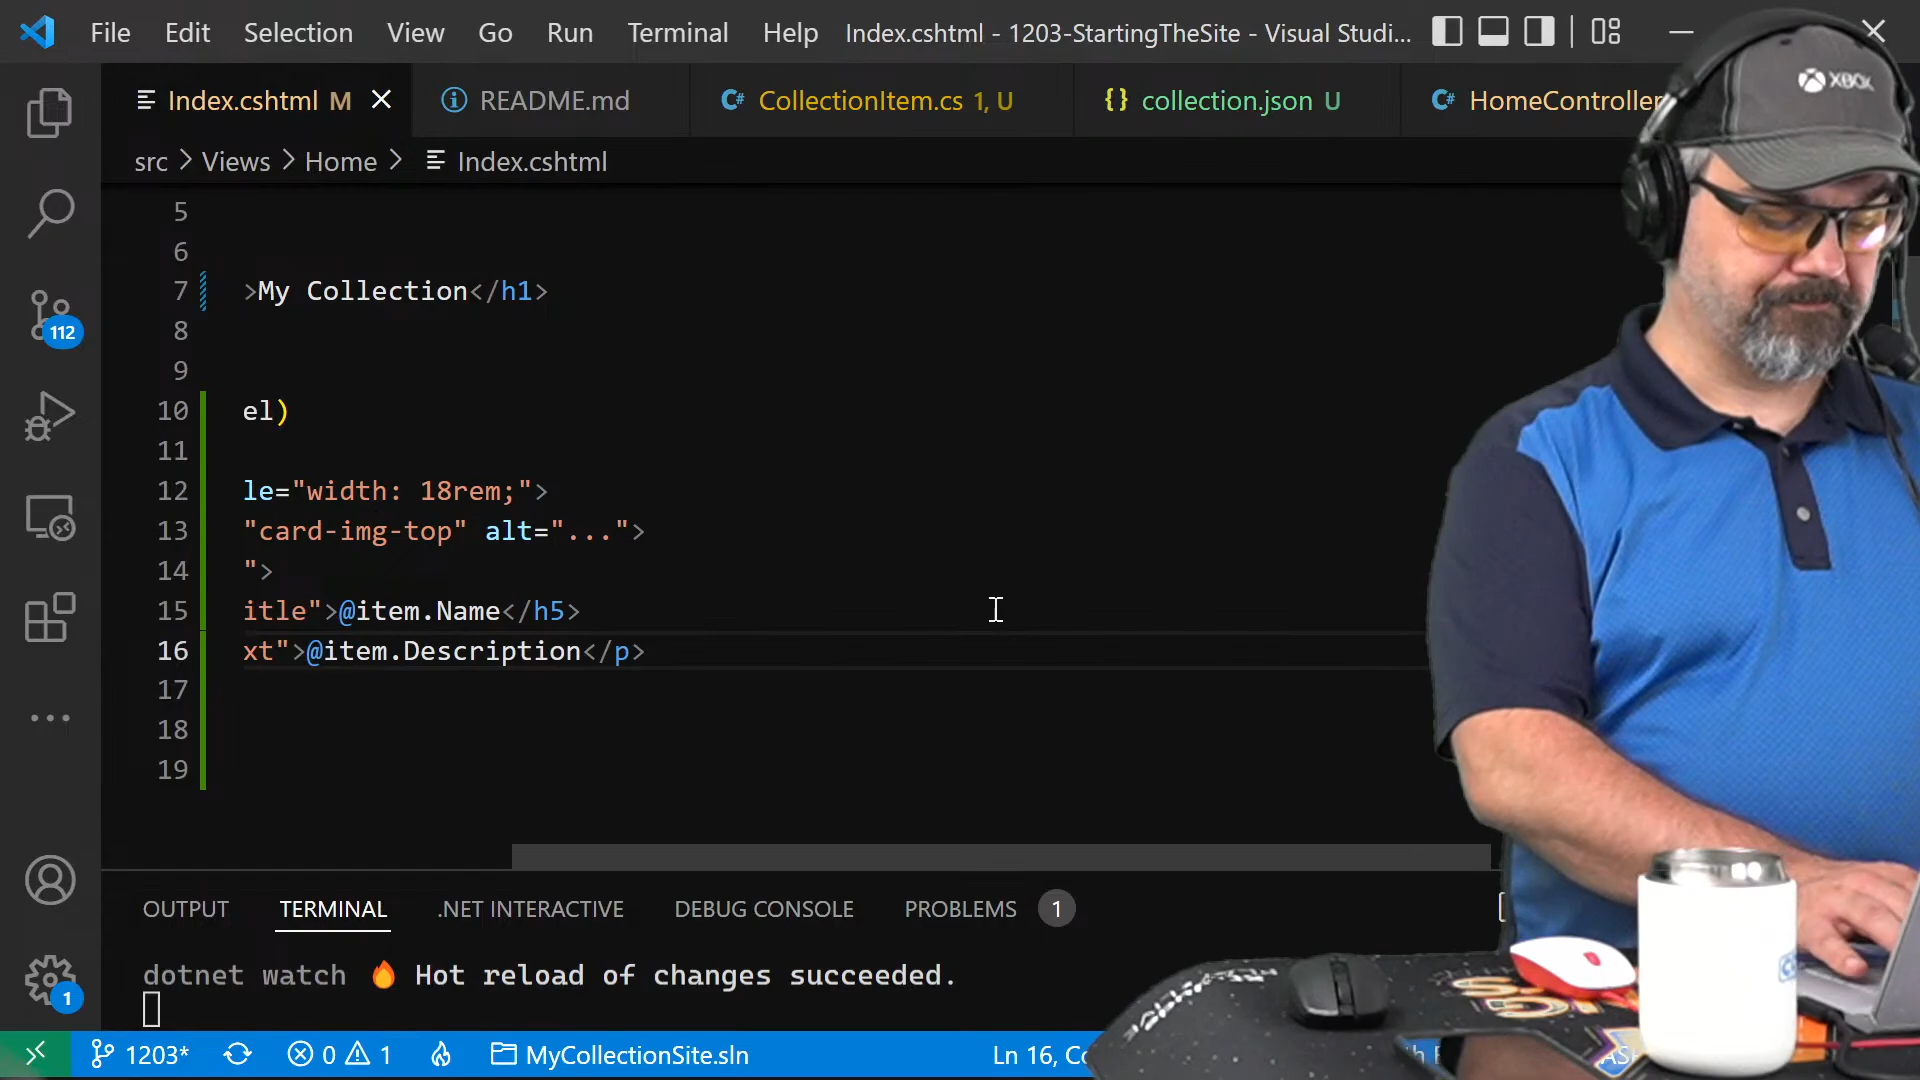 File Edit Selection View Go Run Terminal Help Index.cshtml - 1203-StartingTheSite - Visual Studi...
Index.cshtml M README.md CollectionItem.cs 1, U collection.json U HomeController
src > Views > Home > Index.cshtml
5
6
7 >My Collection</h1>
8
9
10 el)
11
12 le="width: 18rem;">
13 "card-img-top" alt="...">
14 ">
15 itle">@item.Name</h5>
16 xt">@item.Description</p>
17
18
19
112
1
OUTPUT TERMINAL .NET INTERACTIVE DEBUG CONSOLE PROBLEMS 1
dotnet watch 🔥 Hot reload of changes succeeded.
1203* 0 1 MyCollectionSite.sln Ln 16,
XBOX